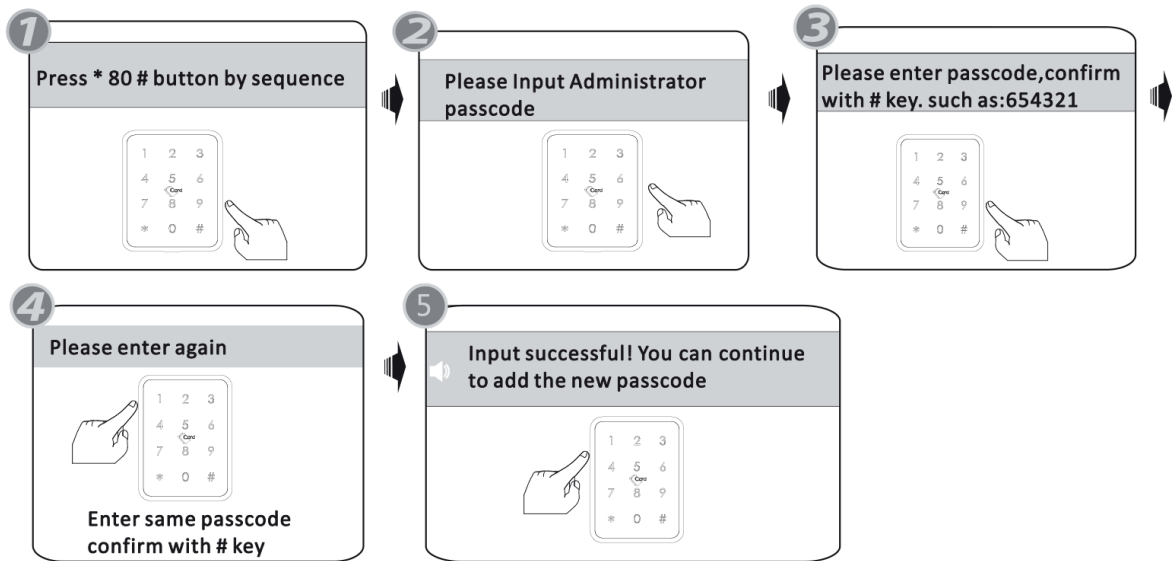 1
Press * 80 # button by sequence
1 2 3
4 5 6
Card
7 8 9
* 0 #
2
Please Input Administrator
passcode
1 2 3
4 5 6
Card
7 8 9
* 0 #
3
Please enter passcode,confirm
with # key. such as:654321
1 2 3
4 5 6
Card
7 8 9
* 0 #
4
Please enter again
1 2 3
4 5 6
Card
7 8 9
* 0 #
Enter same passcode
confirm with # key
5
Input successful! You can continue
to add the new passcode
1 2 3
4 5 6
Card
7 8 9
* 0 #